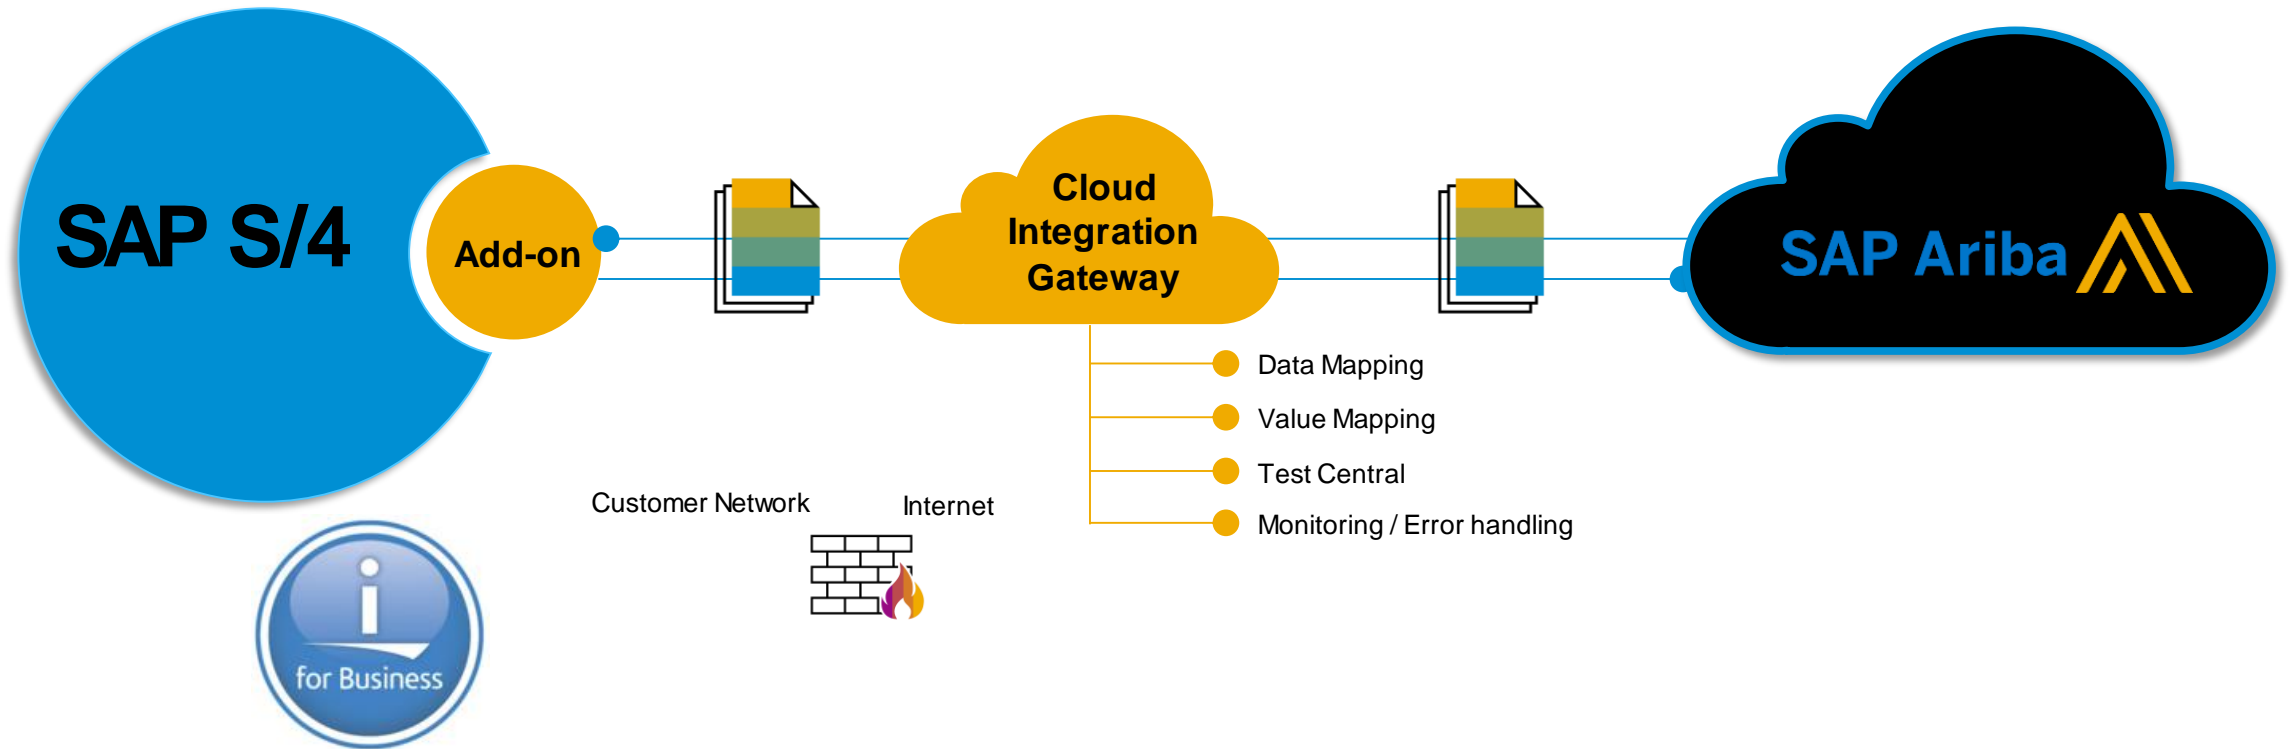 SAP S/4
Add-on
Cloud
Integration
Gateway
SAP Ariba
Data Mapping
Value Mapping
Test Central
Monitoring / Error handling
Customer Network
Internet
i
for Business